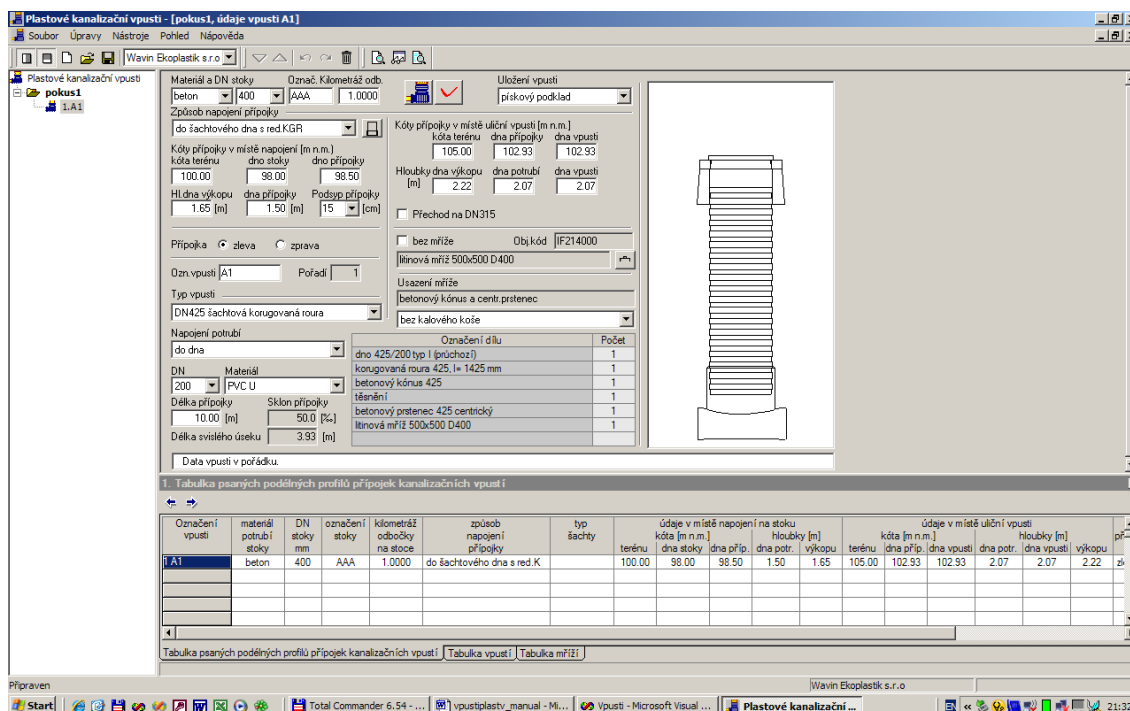 Plastové kanalizační vpusti - [pokus1, údaje vpusti A1]
Soubor Úpravy Nástroje Pohled Nápověda
Wavin Ekoplastik s.r.o
Plastové kanalizační vpusti
pokus1
1.A1
Materiál a DN stoky Označ. Kilometráž odb.
beton 400 AAA 1.0000
Způsob napojení přípojky
do šachtového dna s red.KGR
Kóty přípojky v místě napojení [m n.m.]
kóta terénu dno stoky dno přípojky
100.00 98.00 98.50
Hl.dna výkopu dna přípojky Podsyp přípojky
1.65 [m] 1.50 [m] 15 [cm]
Přípojka zleva zprava
Ozn.vpusti A1 Pořadí 1
Typ vpusti
DN425 šachtová korugovaná roura
Napojení potrubí
do dna
DN Materiál
200 PVC U
Délka přípojky Sklon přípojky
10.00 [m] 50.0 [‰]
Délka svislého úseku 3.93 [m]
Uložení vpusti
pískový podklad
Kóty přípojky v místě uliční vpusti [m n.m.]
kóta terénu dna přípojky dna vpusti
105.00 102.93 102.93
Hloubky dna výkopu dna potrubí dna vpusti
[m] 2.22 2.07 2.07
Přechod na DN315
bez mříže Obj.kód IF214000
litinová mříž 500x500 D400
Usazení mříže
betonový kónus a centr.prstenec
bez kalového koše
Označení dílu Počet
dno 425/200 typ I (průchozí) 1
korugovaná roura 425, l= 1425 mm 1
betonový kónus 425 1
těsnění 1
betonový prstenec 425 centrický 1
litinová mříž 500x500 D400 1
Data vpusti v pořádku.
1. Tabulka psaných podélných profilů přípojek kanalizačních vpustí
Označení materiál DN označení kilometráž způsob typ údaje v místě napojení na stoku údaje v místě uliční vpusti
vpusti potrubí stoky stoky odbočky napojení šachty kóta [m n.m.] hloubky [m] kóta [m n.m.] hloubky [m] př
stoky mm na stoce přípojky terénu dna stoky dna příp. dna potr. výkopu terénu dna příp. dna vpusti dna potr. dna vpusti výkopu
1 A1 beton 400 AAA 1.0000 do šachtového dna s red.K 100.00 98.00 98.50 1.50 1.65 105.00 102.93 102.93 2.07 2.07 2.22 zl
Tabulka psaných podélných profilů přípojek kanalizačních vpustí Tabulka vpustí Tabulka mříží
Připraven Wavin Ekoplastik s.r.o
Start Total Commander 6.54 - ... vpustiplastv_manual - Mi... Vpusti - Microsoft Visual ... Plastové kanalizační ... 21:32